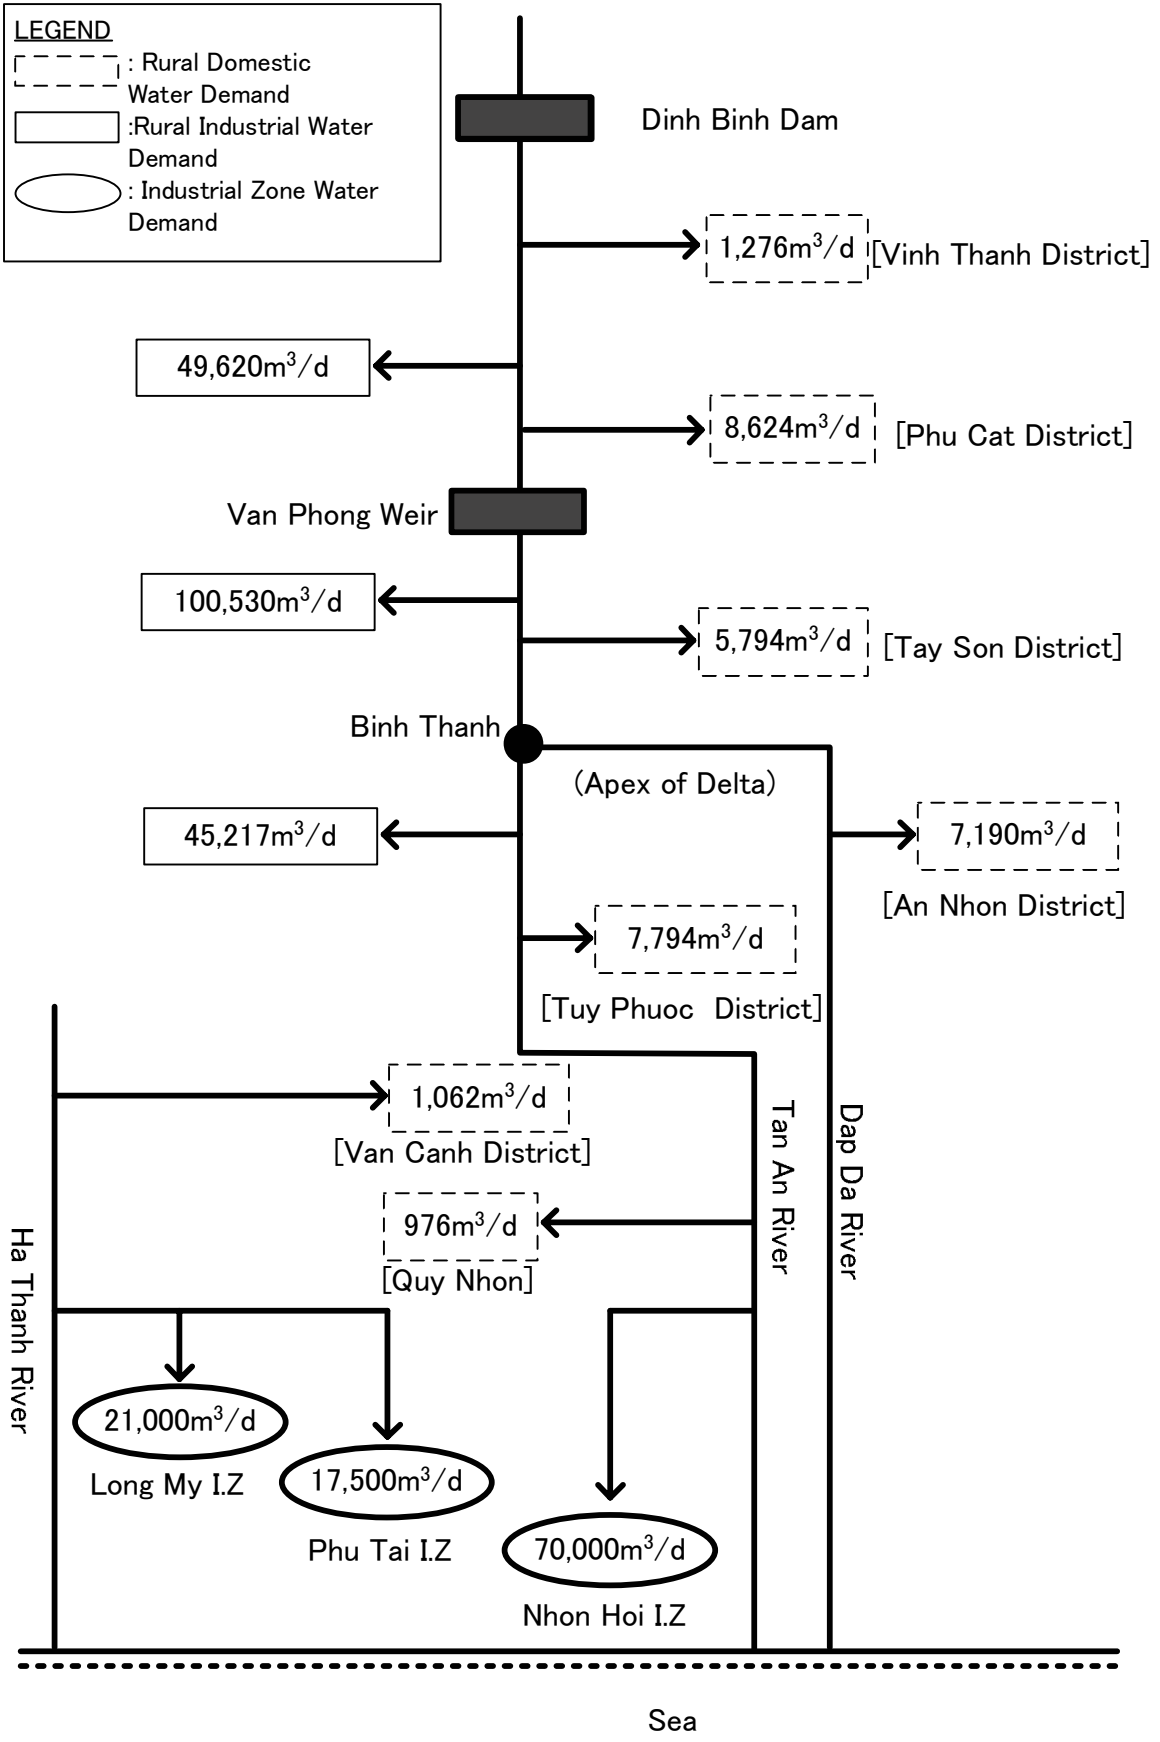 LEGEND
: Rural Domestic
Water Demand
:Rural Industrial Water
Demand
: Industrial Zone Water
Demand
Dinh Binh Dam
1,276m³/d
[Vinh Thanh District]
49,620m³/d
8,624m³/d
[Phu Cat District]
Van Phong Weir
100,530m³/d
5,794m³/d
[Tay Son District]
Binh Thanh
(Apex of Delta)
45,217m³/d
7,190m³/d
[An Nhon District]
7,794m³/d
[Tuy Phuoc District]
1,062m³/d
[Van Canh District]
Tan An River
Dap Da River
976m³/d
[Quy Nhon]
Ha Thanh River
21,000m³/d
Long My I.Z
17,500m³/d
Phu Tai I.Z
70,000m³/d
Nhon Hoi I.Z
Sea